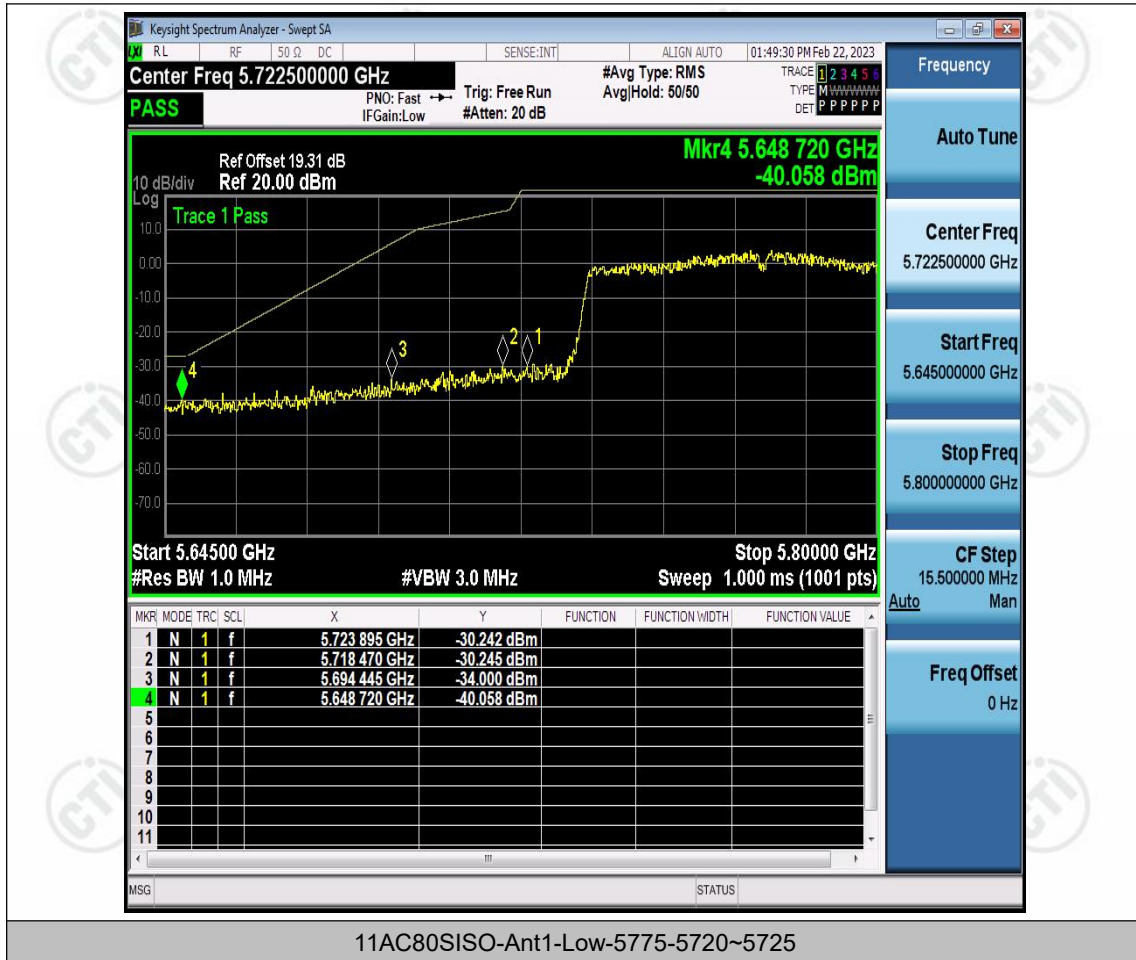 Keysight Spectrum Analyzer - Swept SA
LXI RL RF 50 Ω DC SENSE:INT ALIGN AUTO 01:49:30 PM Feb 22, 2023
Center Freq 5.722500000 GHz
PASS
PNO: Fast
IFGain:Low
Trig: Free Run
#Atten: 20 dB
#Avg Type: RMS
Avg|Hold: 50/50
TRACE 1 2 3 4 5 6
TYPE M WWWWW
DET P P P P P P
Frequency
Mkr4 5.648 720 GHz
-40.058 dBm
Ref Offset 19.31 dB
10 dB/div Ref 20.00 dBm
Log
Trace 1 Pass
10.0
0.00
-10.0
-20.0
-30.0
-40.0
-50.0
-60.0
-70.0
4
3
2
1
Start 5.64500 GHz Stop 5.80000 GHz
#Res BW 1.0 MHz #VBW 3.0 MHz Sweep 1.000 ms (1001 pts)
MKR MODE TRC SCL X Y FUNCTION FUNCTION WIDTH FUNCTION VALUE
1 N 1 f 5.723 895 GHz -30.242 dBm
2 N 1 f 5.718 470 GHz -30.245 dBm
3 N 1 f 5.694 445 GHz -34.000 dBm
4 N 1 f 5.648 720 GHz -40.058 dBm
5
6
7
8
9
10
11
MSG STATUS
Auto Tune
Center Freq
5.722500000 GHz
Start Freq
5.645000000 GHz
Stop Freq
5.800000000 GHz
CF Step
15.500000 MHz
Auto Man
Freq Offset
0 Hz
11AC80SISO-Ant1-Low-5775-5720~5725
CTI
CTI
CTI
CTI
CTI
CTI